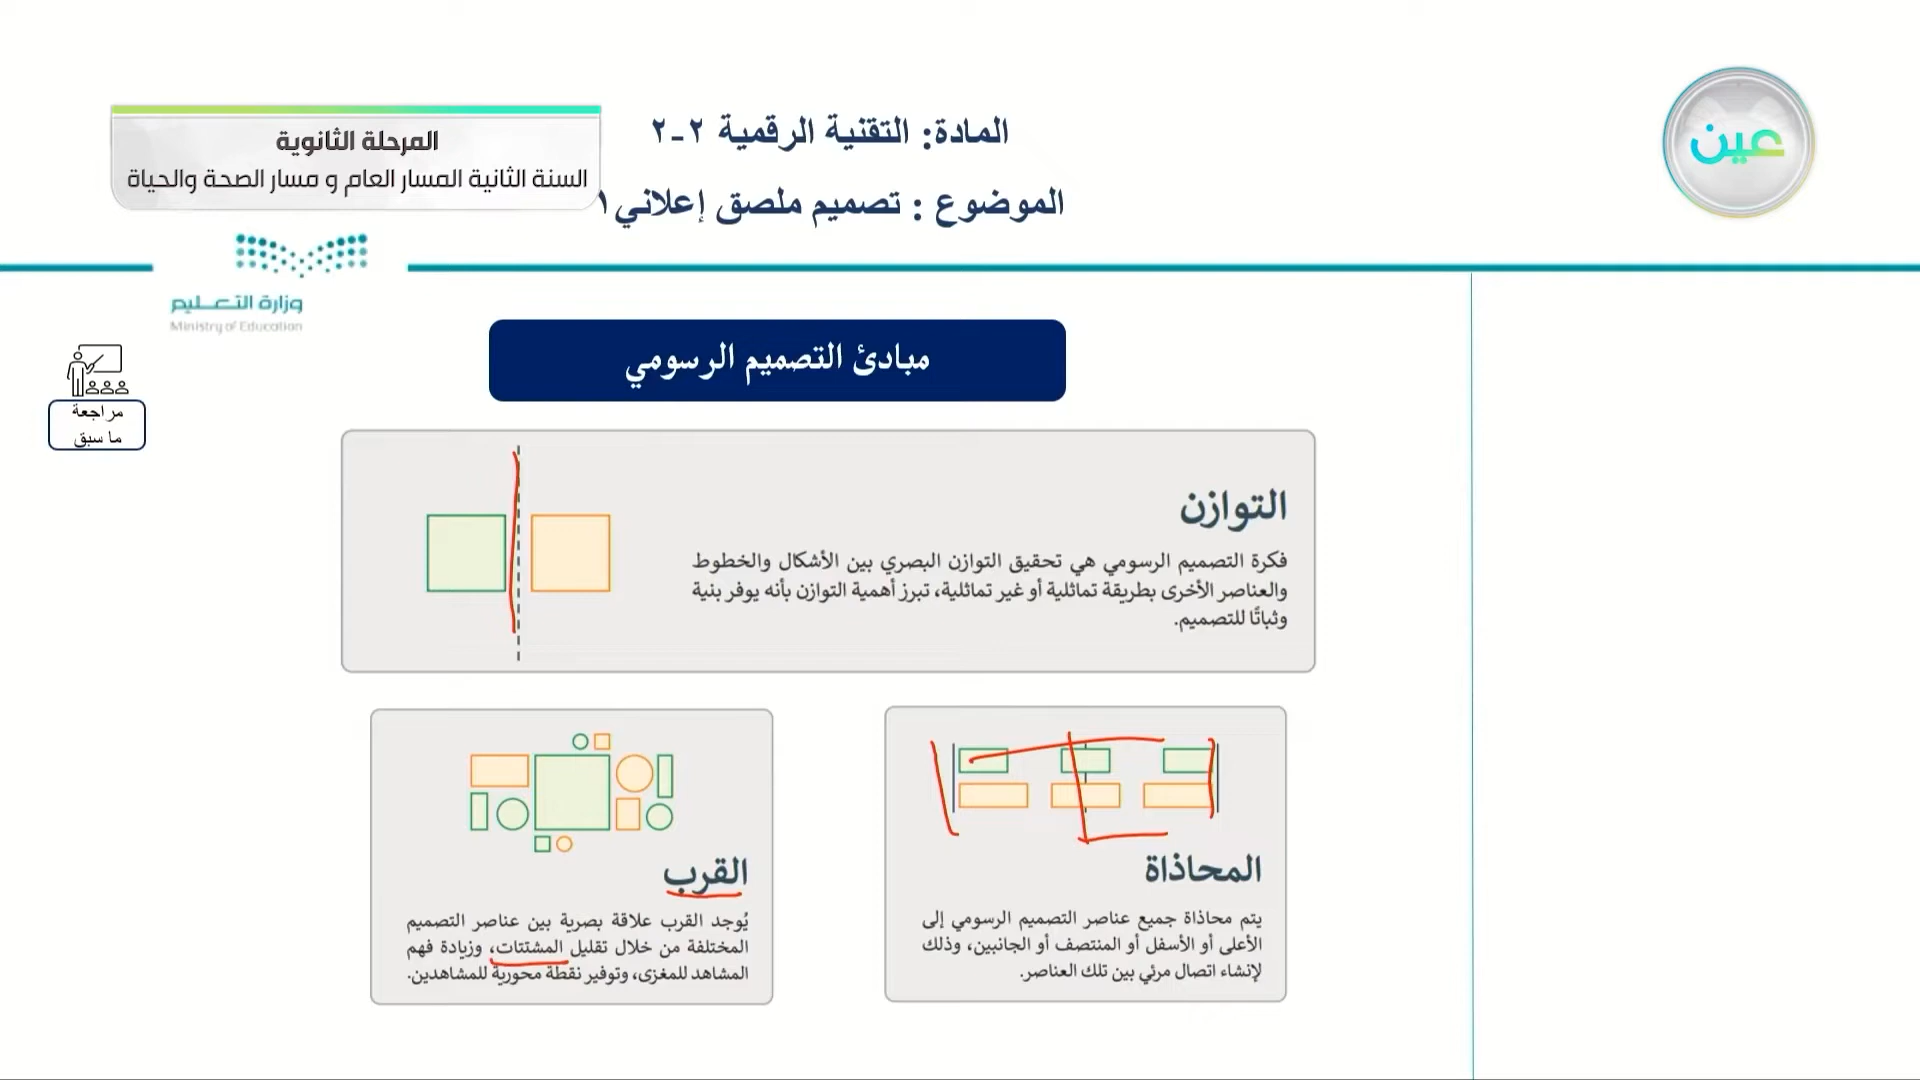 عين
المادة: التقنية الرقمية ٢-٢
الموضوع : تصميم ملصق إعلاني١
المرحلة الثانوية
السنة الثانية المسار العام و مسار الصحة والحياة
وزارة التعليم
Ministry of Education
مراجعة
ما سبق
مبادئ التصميم الرسومي
التوازن
فكرة التصميم الرسومي هي تحقيق التوازن البصري بين الأشكال والخطوط
والعناصر الأخرى بطريقة تماثلية أو غير تماثلية، تبرز أهمية التوازن بأنه يوفر بنية
وثباتًا للتصميم.
المحاذاة
يتم محاذاة جميع عناصر التصميم الرسومي إلى
الأعلى أو الأسفل أو المنتصف أو الجانبين، وذلك
لإنشاء اتصال مرئي بين تلك العناصر.
القرب
يُوجد القرب علاقة بصرية بين عناصر التصميم
المختلفة من خلال تقليل المشتتات، وزيادة فهم
المشاهد للمغزى، وتوفير نقطة محورية للمشاهدين.